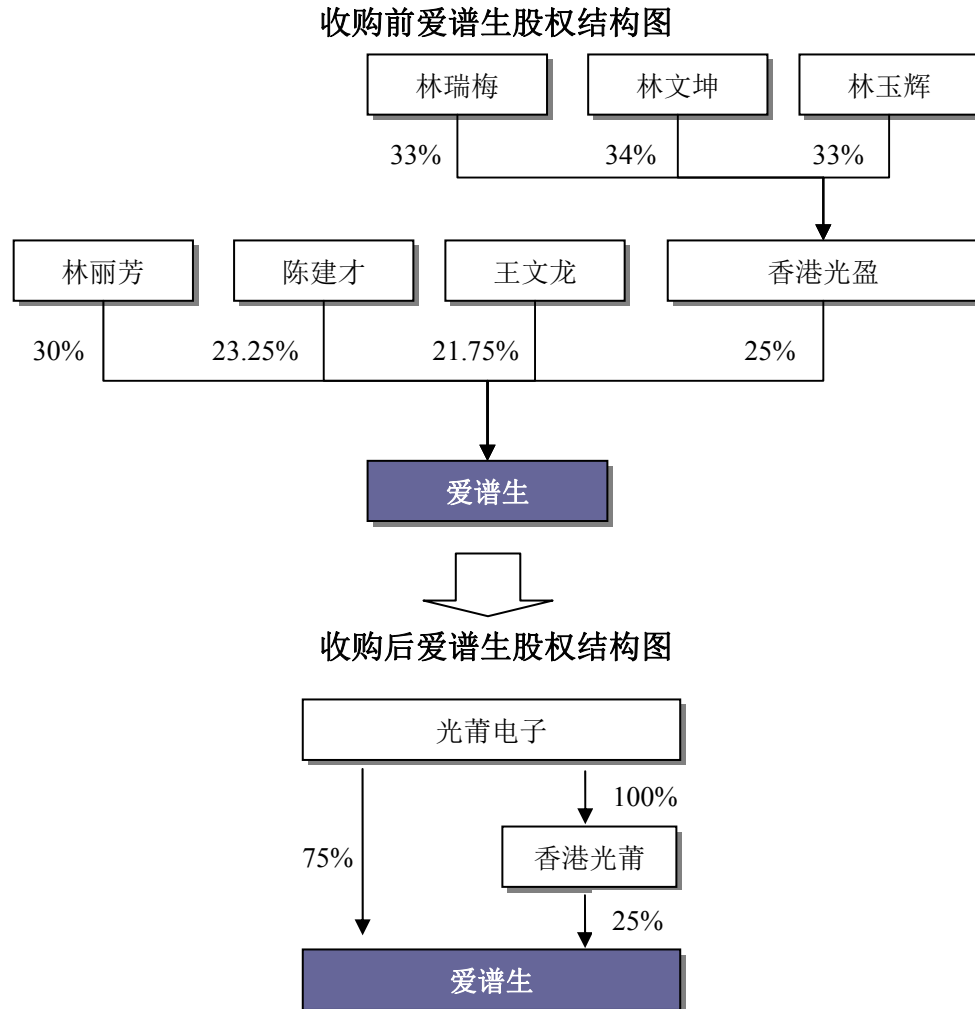 收购前爱谱生股权结构图
林瑞梅 林文坤 林玉辉
33% 34% 33%
林丽芳 陈建才 王文龙 香港光盈
30% 23.25% 21.75% 25%
爱谱生
收购后爱谱生股权结构图
光莆电子
100%
香港光莆
75%
25%
爱谱生